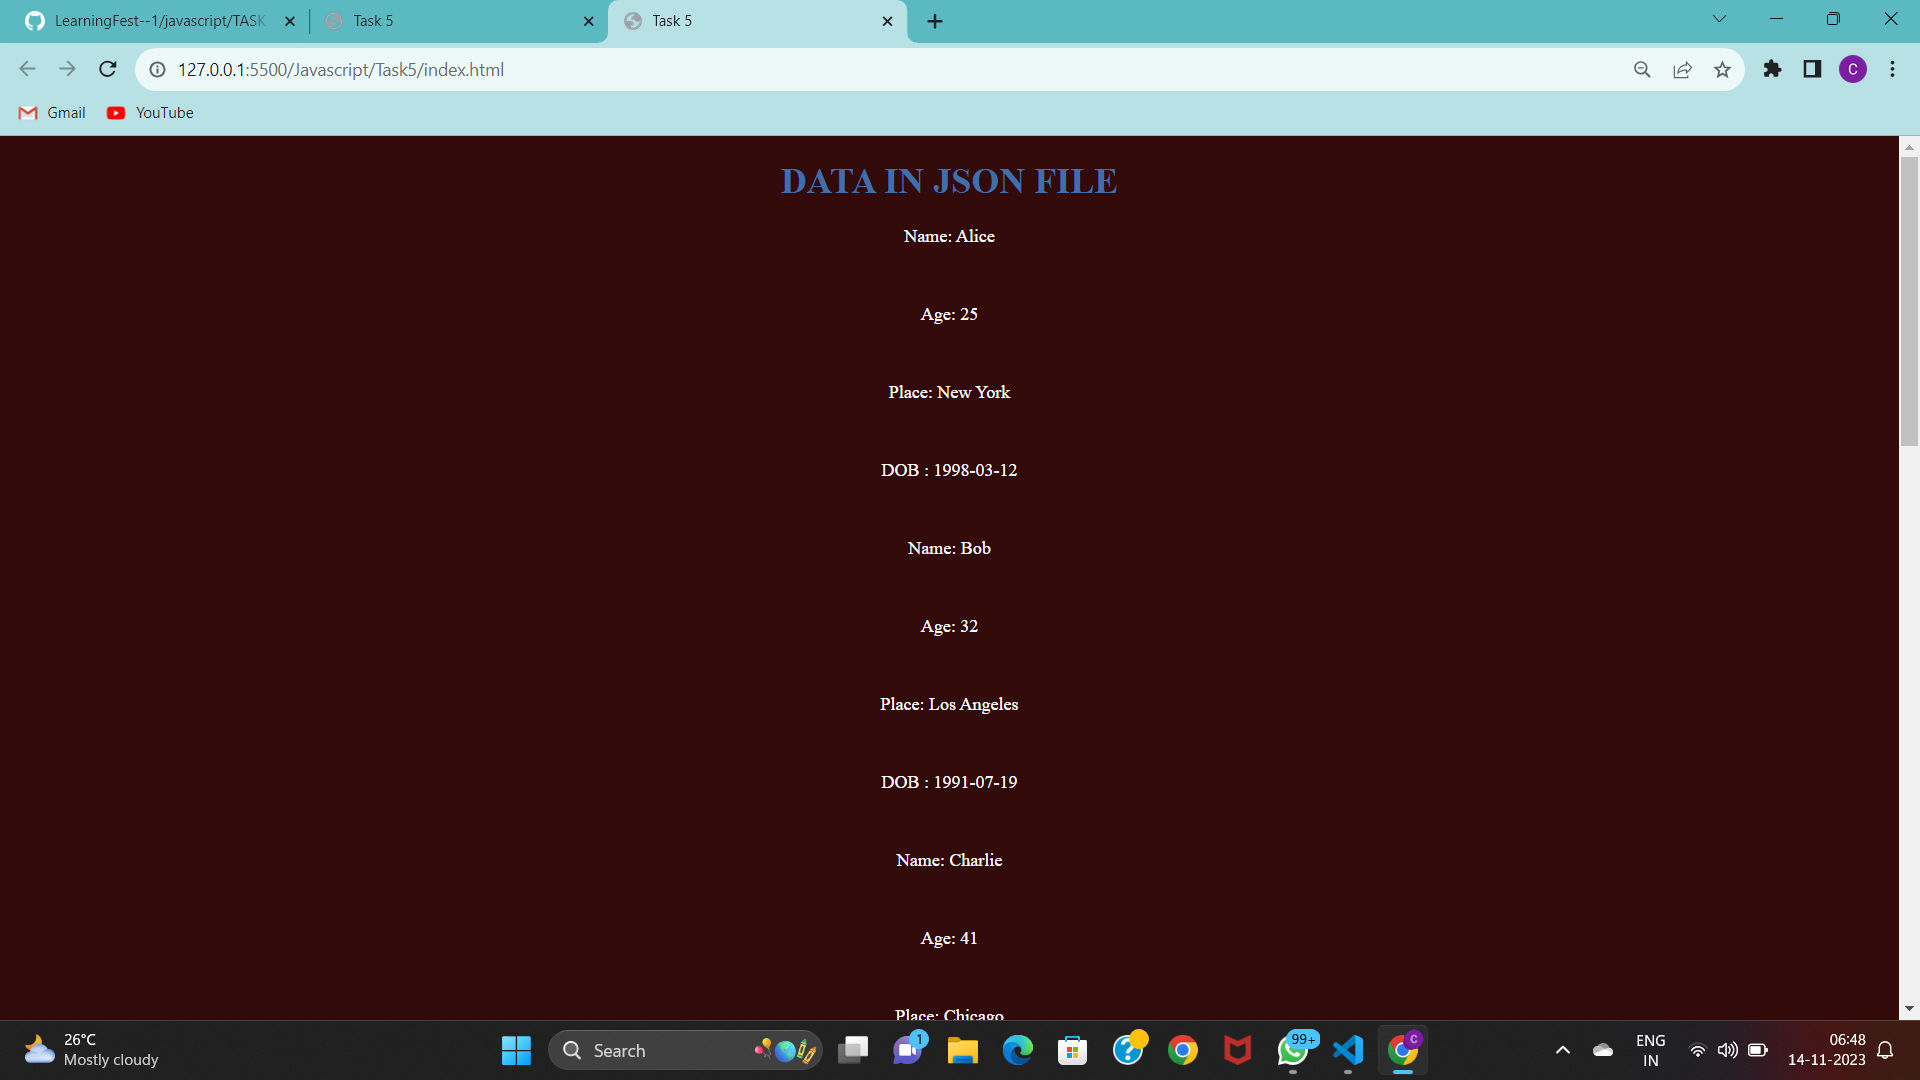 LearningFest--1/javascript/TASK
Task 5
Task 5
127.0.0.1:5500/Javascript/Task5/index.html
C
Gmail
YouTube
DATA IN JSON FILE
Name: Alice
Age: 25
Place: New York
DOB : 1998-03-12
Name: Bob
Age: 32
Place: Los Angeles
DOB : 1991-07-19
Name: Charlie
Age: 41
Place: Chicago
26°C
Mostly cloudy
Search
1
99+
C
ENG
IN
06:48
14-11-2023